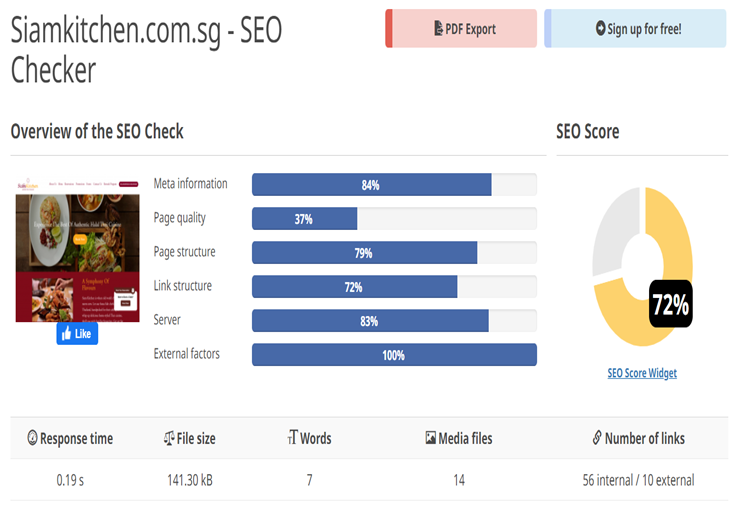 Siamkitchen.com.sg - SEO
Checker
PDF Export
Sign up for free!
Overview of the SEO Check
SEO Score
Meta information 84%
Page quality 37%
Page structure 79%
Link structure 72%
Server 83%
External factors 100%
A Symphony Of
Flavours
Like
72%
SEO Score Widget
Response time File size Words Media files Number of links
0.19 s 141.30 kB 7 14 56 internal / 10 external